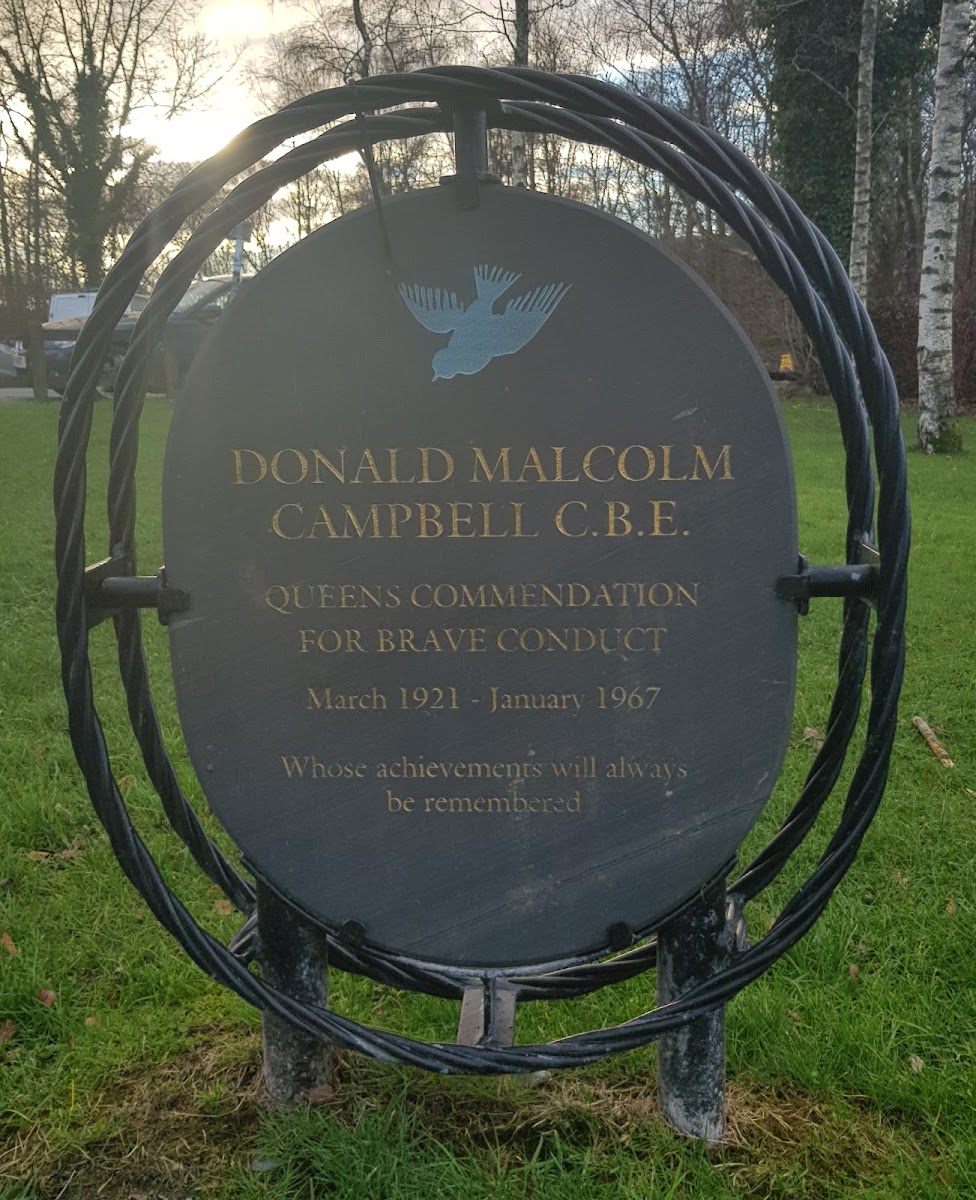 DONALD MALCOLM
CAMPBELL C.B.E.
QUEENS COMMENDATION
FOR BRAVE CONDUCT
March 1921 - January 1967
Whose achievements will always
be remembered